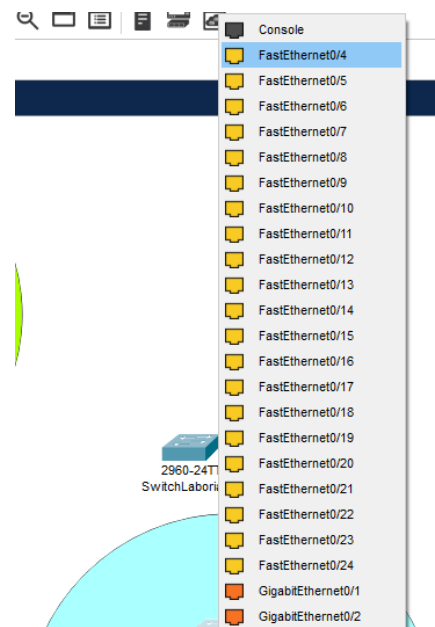 Console
FastEthernet0/4
FastEthernet0/5
FastEthernet0/6
FastEthernet0/7
FastEthernet0/8
FastEthernet0/9
FastEthernet0/10
FastEthernet0/11
FastEthernet0/12
FastEthernet0/13
FastEthernet0/14
FastEthernet0/15
FastEthernet0/16
FastEthernet0/17
FastEthernet0/18
FastEthernet0/19
FastEthernet0/20
FastEthernet0/21
FastEthernet0/22
FastEthernet0/23
FastEthernet0/24
GigabitEthernet0/1
GigabitEthernet0/2
2960-24TT
SwitchLabori